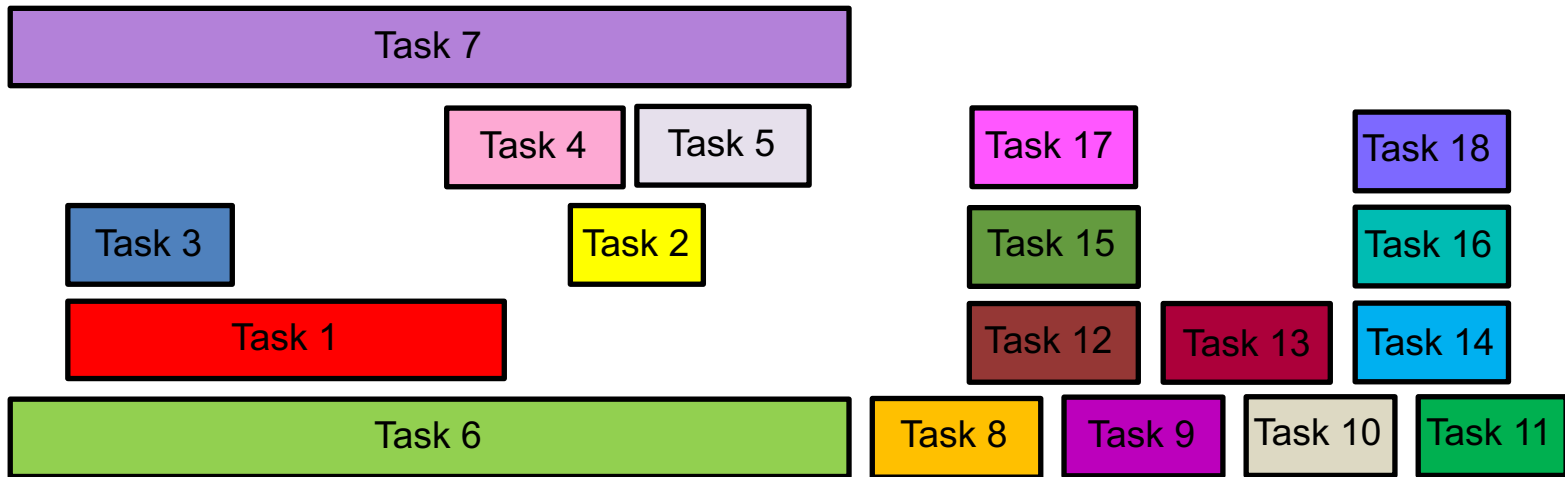 Task 7
Task 4 Task 5 Task 17 Task 18
Task 3 Task 2 Task 15 Task 16
Task 1 Task 12 Task 13 Task 14
Task 6 Task 8 Task 9 Task 10 Task 11